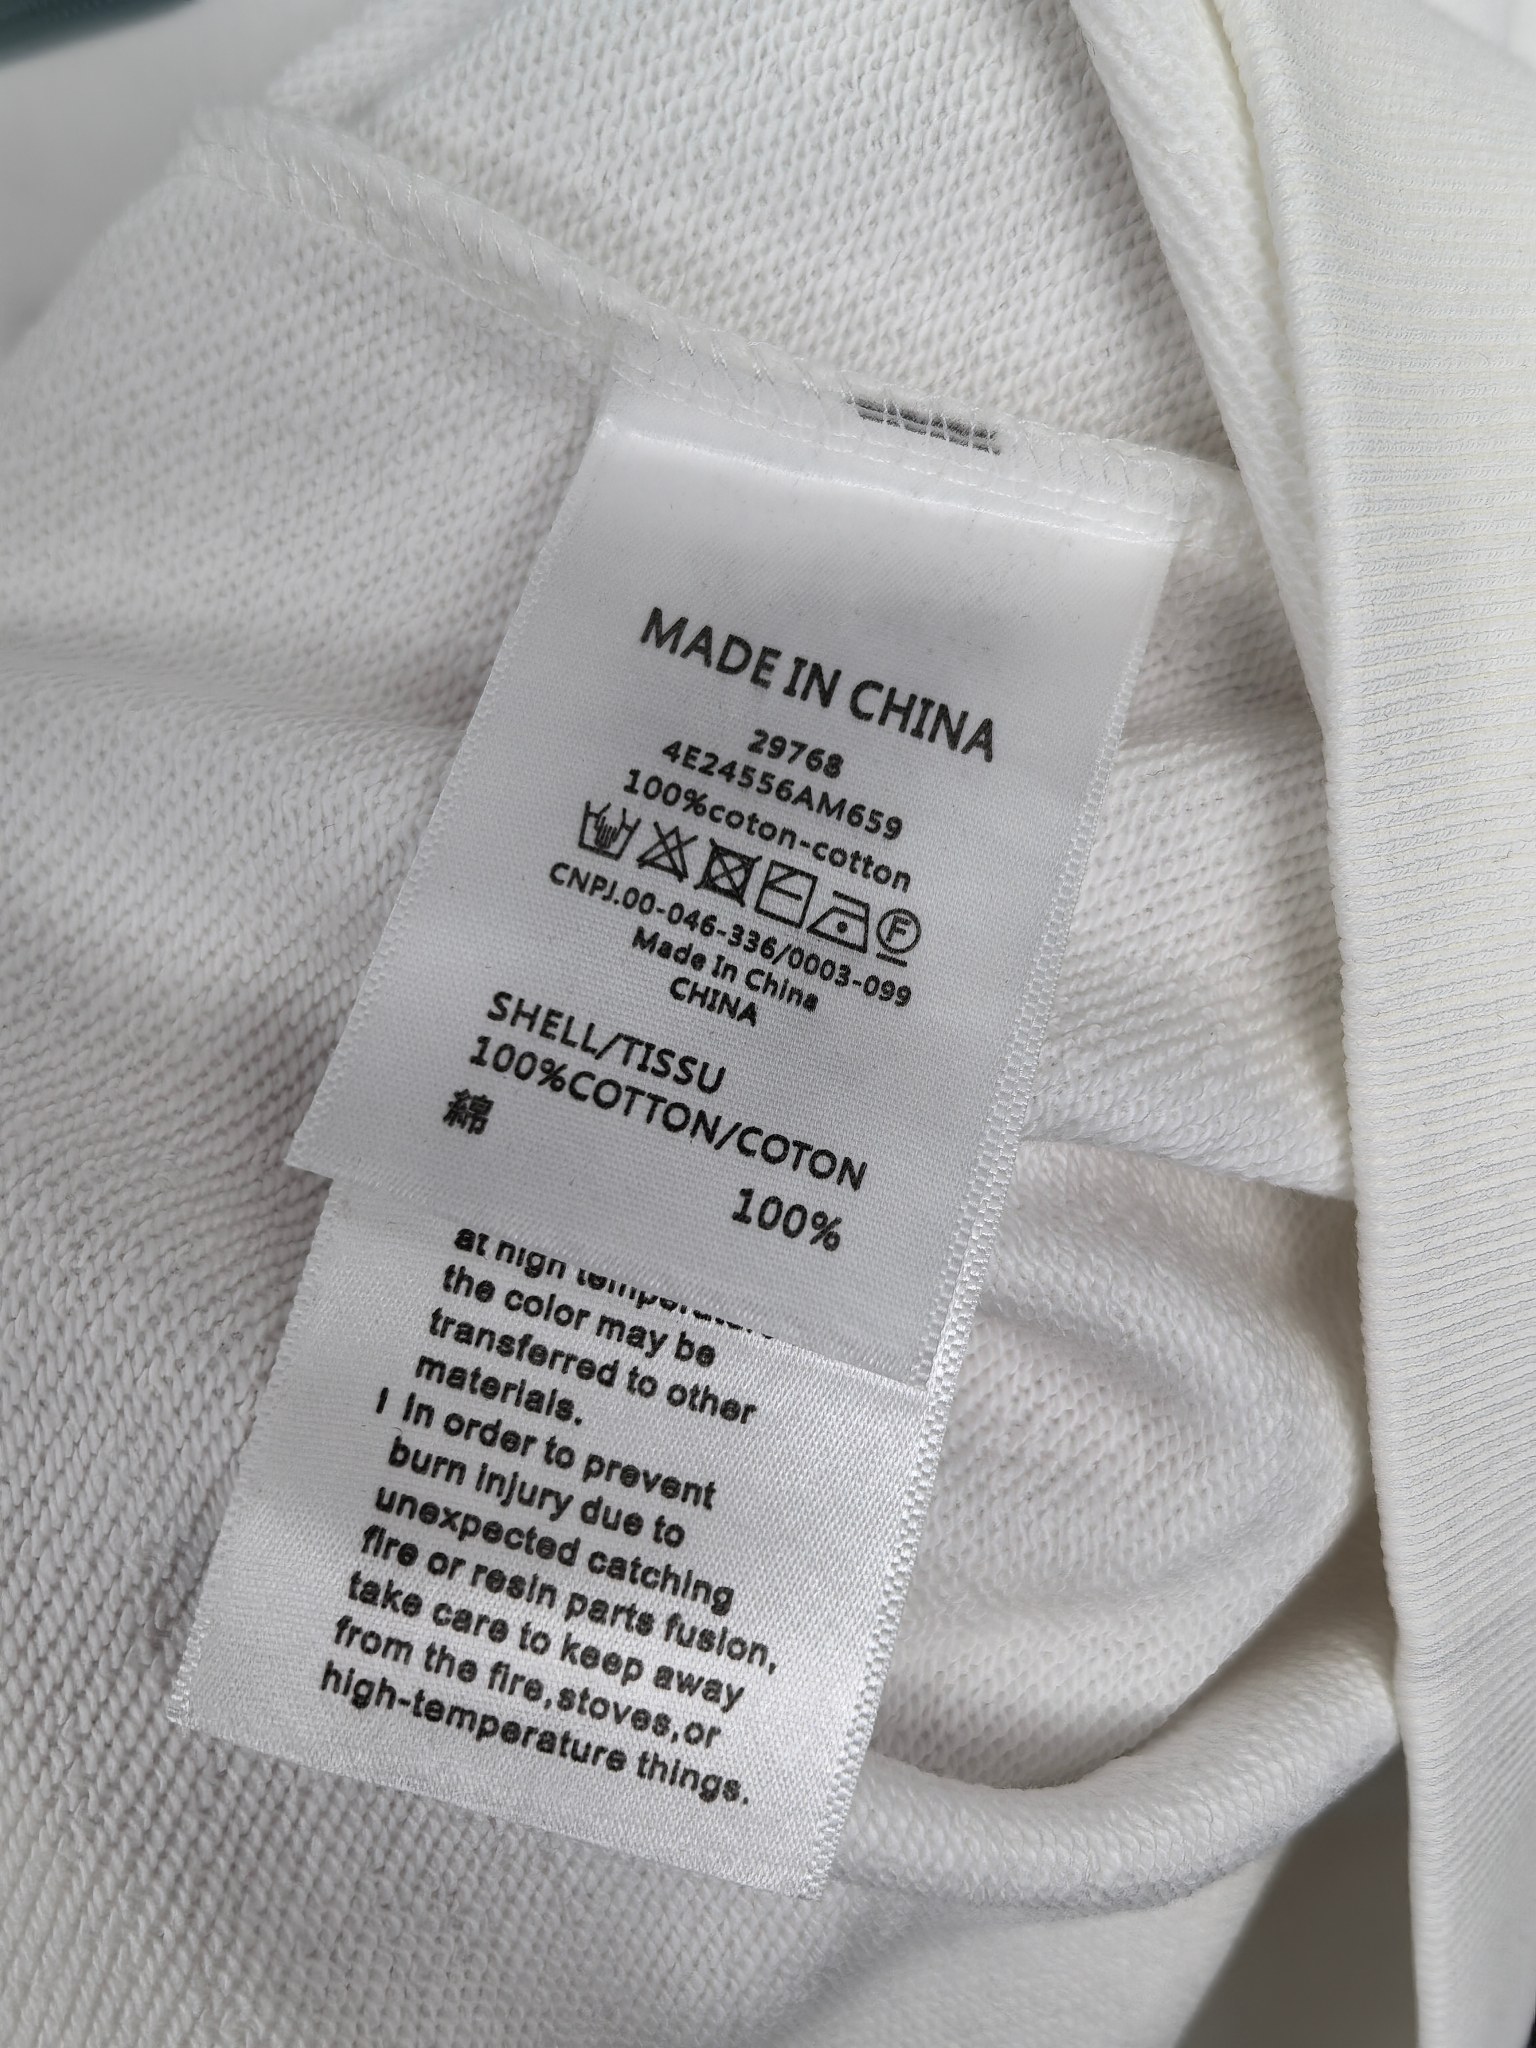 MADE IN CHINA
29768
4E24556AM659
100%coton-cotton
F
CNPJ.00-046-336/0003-099
Made In China
CHINA
SHELL/TISSU
100%COTTON/COTON
綿
100%
at high temperature
the color may be
transferred to other
materials.
I In order to prevent
burn injury due to
unexpected catching
fire or resin parts fusion,
take care to keep away
from the fire,stoves,or
high-temperature things.